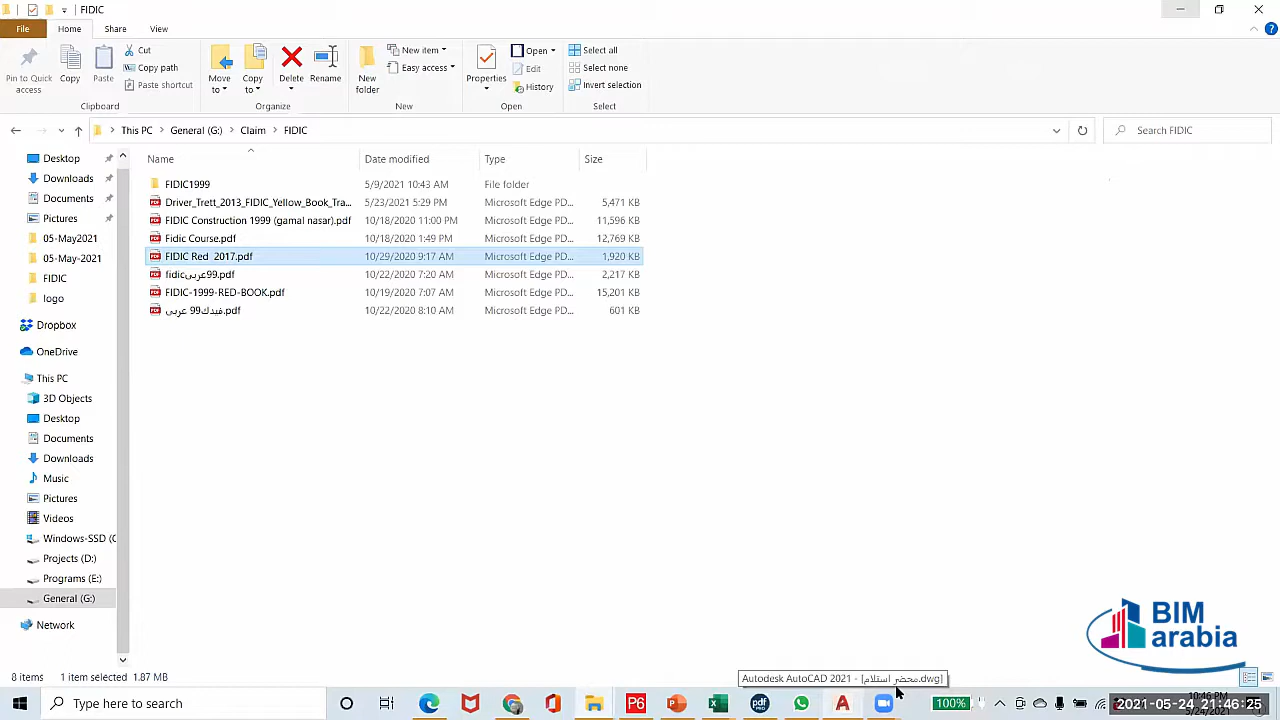 FIDIC
File Home Share View
Pin to Quick access
Copy
Paste
Cut
Copy path
Paste shortcut
Clipboard
Move to
Copy to
Delete
Rename
Organize
New folder
New item
Easy access
New
Properties
Open
Edit
History
Open
Select all
Select none
Invert selection
Select
This PC > General (G:) > Claim > FIDIC
Search FIDIC
Desktop
Downloads
Documents
Pictures
05-May2021
05-May2021
FIDIC
logo
Dropbox
OneDrive
This PC
3D Objects
Desktop
Documents
Downloads
Music
Pictures
Videos
Windows-SSD (C
Projects (D:)
Programs (E:)
General (G:)
Network
Name Date modified Type Size
FIDIC1999 5/9/2021 10:43 AM File folder
Driver_Trett_2013_FIDIC_Yellow_Book_Tra... 5/23/2021 5:29 PM Microsoft Edge PD... 5,471 KB
FIDIC Construction 1999 (gamal nasar).pdf 10/18/2020 11:00 PM Microsoft Edge PD... 11,596 KB
Fidic Course.pdf 10/18/2020 1:49 PM Microsoft Edge PD... 12,769 KB
FIDIC Red 2017.pdf 10/29/2020 9:17 AM Microsoft Edge PD... 1,920 KB
fidicعربى99.pdf 10/22/2020 7:20 AM Microsoft Edge PD... 2,217 KB
FIDIC-1999-RED-BOOK.pdf 10/19/2020 7:07 AM Microsoft Edge PD... 15,201 KB
فيدك99 عربى.pdf 10/22/2020 8:10 AM Microsoft Edge PD... 601 KB
BIM
arabia
8 items 1 item selected 1.87 MB
Autodesk AutoCAD 2021 - [محضر استلام.dwg]
Type here to search
P6
pdf
100%
10:46 PM
2021-05-24 21:46:25
5/24/2021